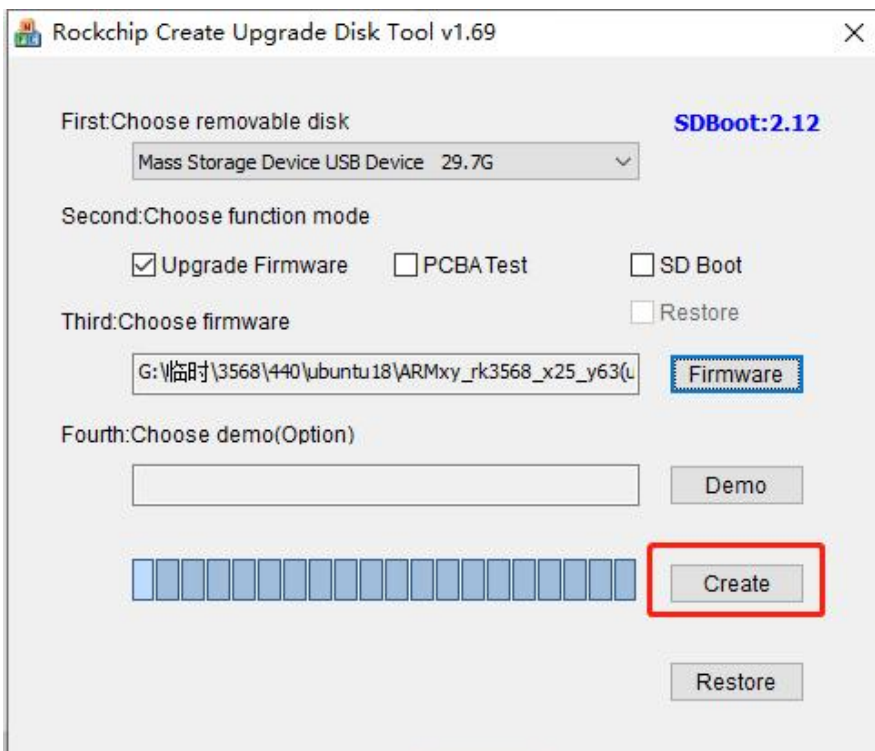 Rockchip Create Upgrade Disk Tool v1.69
First:Choose removable disk
SDBoot:2.12
Mass Storage Device USB Device 29.7G
Second:Choose function mode
Upgrade Firmware
PCBA Test
SD Boot
Restore
Third:Choose firmware
G:\临时\3568\440\ubuntu18\ARMxy_rk3568_x25_y63(u
Firmware
Fourth:Choose demo(Option)
Demo
Create
Restore